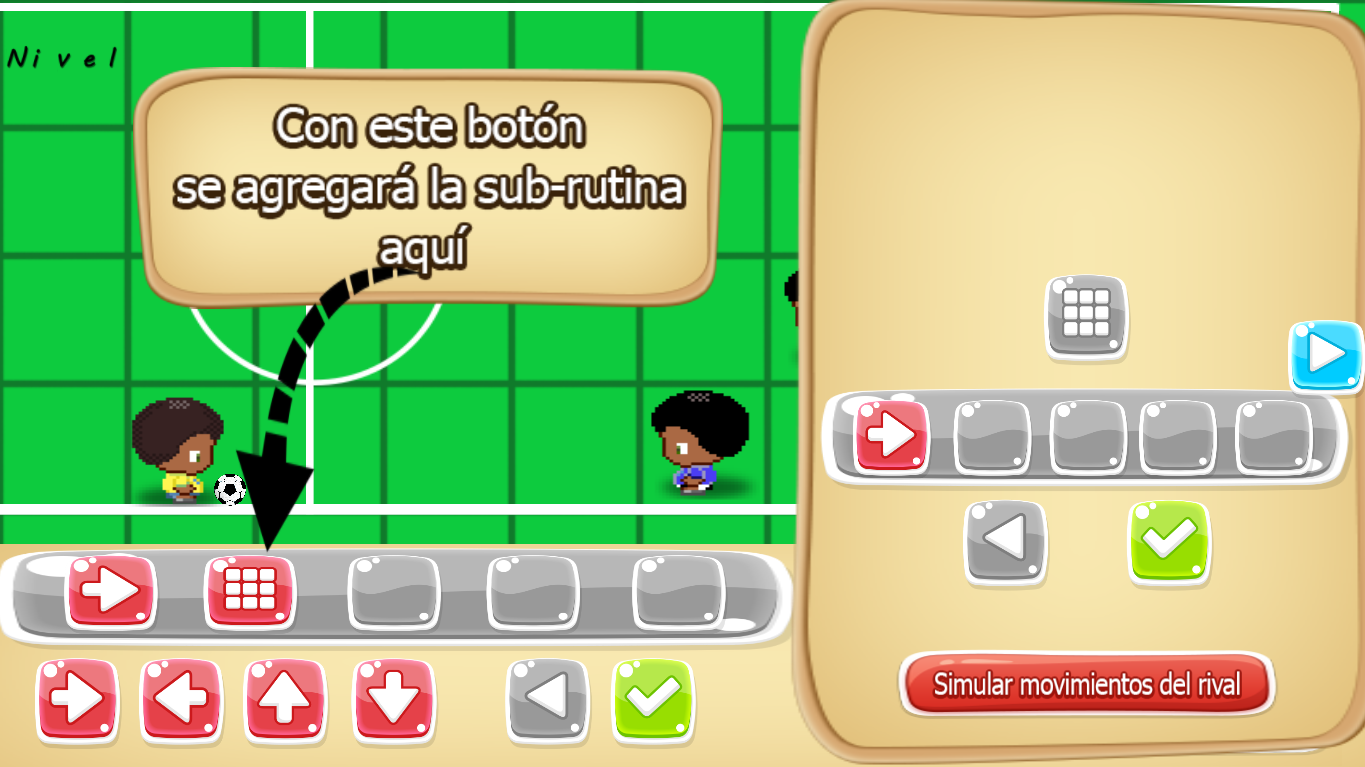 Nivel
Con este botón
se agregará la sub-rutina
aquí
Simular movimientos del rival